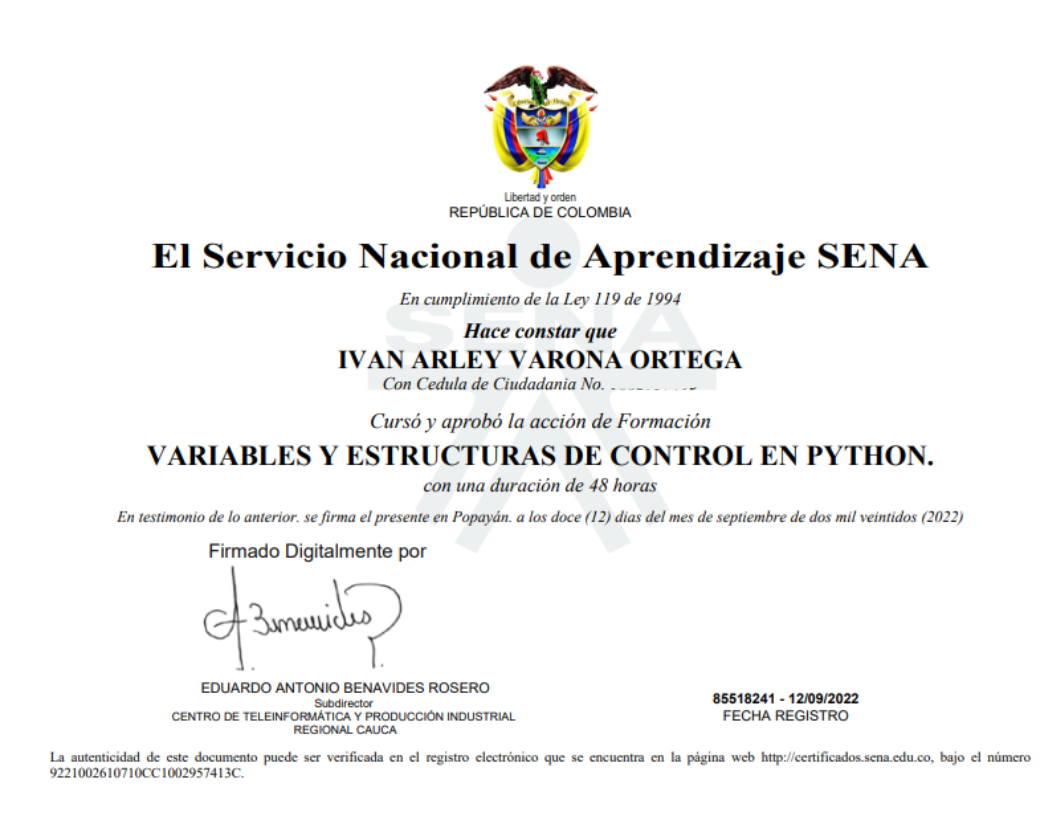 Libertad y orden
REPÚBLICA DE COLOMBIA
El Servicio Nacional de Aprendizaje SENA
En cumplimiento de la Ley 119 de 1994
Hace constar que
IVAN ARLEY VARONA ORTEGA
Con Cedula de Ciudadania No.
Cursó y aprobó la acción de Formación
VARIABLES Y ESTRUCTURAS DE CONTROL EN PYTHON.
con una duración de 48 horas
En testimonio de lo anterior. se firma el presente en Popayán. a los doce (12) dias del mes de septiembre de dos mil veintidos (2022)
SENA
Firmado Digitalmente por
EDUARDO ANTONIO BENAVIDES ROSERO
Subdirector
CENTRO DE TELEINFORMÁTICA Y PRODUCCIÓN INDUSTRIAL
REGIONAL CAUCA
85518241 - 12/09/2022
FECHA REGISTRO
La autenticidad de este documento puede ser verificada en el registro electrónico que se encuentra en la página web http://certificados.sena.edu.co, bajo el número
9221002610710CC1002957413C.